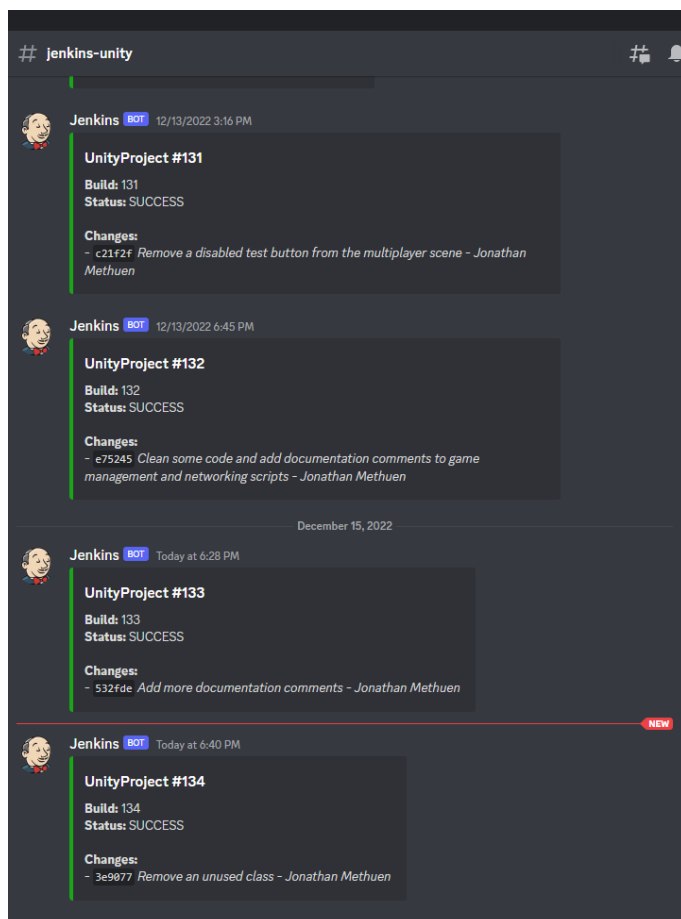 jenkins-unity
Jenkins BOT 12/13/2022 3:16 PM
UnityProject #131
Build: 131
Status: SUCCESS
Changes:
- c21f2f Remove a disabled test button from the multiplayer scene - Jonathan
Methuen
Jenkins BOT 12/13/2022 6:45 PM
UnityProject #132
Build: 132
Status: SUCCESS
Changes:
- e75245 Clean some code and add documentation comments to game
management and networking scripts - Jonathan Methuen
December 15, 2022
Jenkins BOT Today at 6:28 PM
UnityProject #133
Build: 133
Status: SUCCESS
Changes:
- 532fde Add more documentation comments - Jonathan Methuen
NEW
Jenkins BOT Today at 6:40 PM
UnityProject #134
Build: 134
Status: SUCCESS
Changes:
- 3e9077 Remove an unused class - Jonathan Methuen